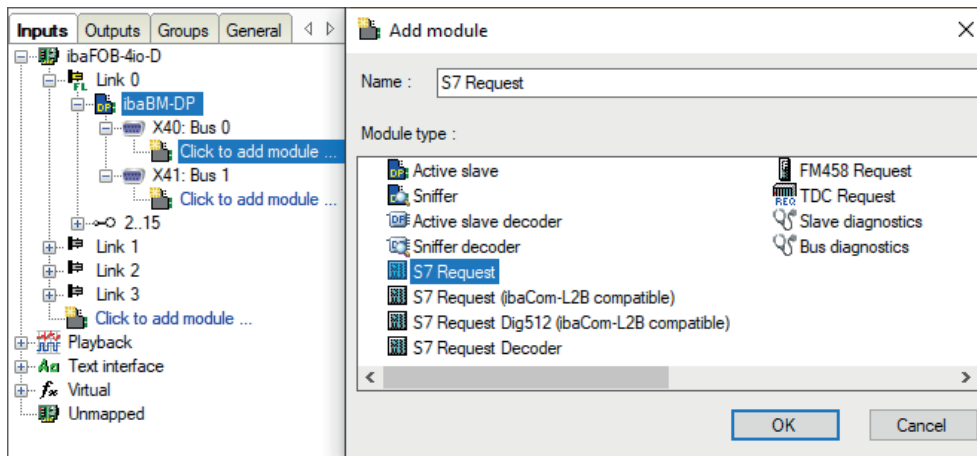 Inputs Outputs Groups General
ibaFOB-4io-D
Link 0
FL
DP ibaBM-DP
X40: Bus 0
Click to add module ...
X41: Bus 1
Click to add module ...
2..15
Link 1
Link 2
Link 3
Click to add module ...
Playback
Text interface
fx Virtual
Unmapped
Add module
Name : S7 Request
Module type :
Active slave
Sniffer
Active slave decoder
Sniffer decoder
S7 Request
S7 Request (ibaCom-L2B compatible)
S7 Request Dig512 (ibaCom-L2B compatible)
S7 Request Decoder
FM458 Request
REQ TDC Request
Slave diagnostics
Bus diagnostics
OK Cancel